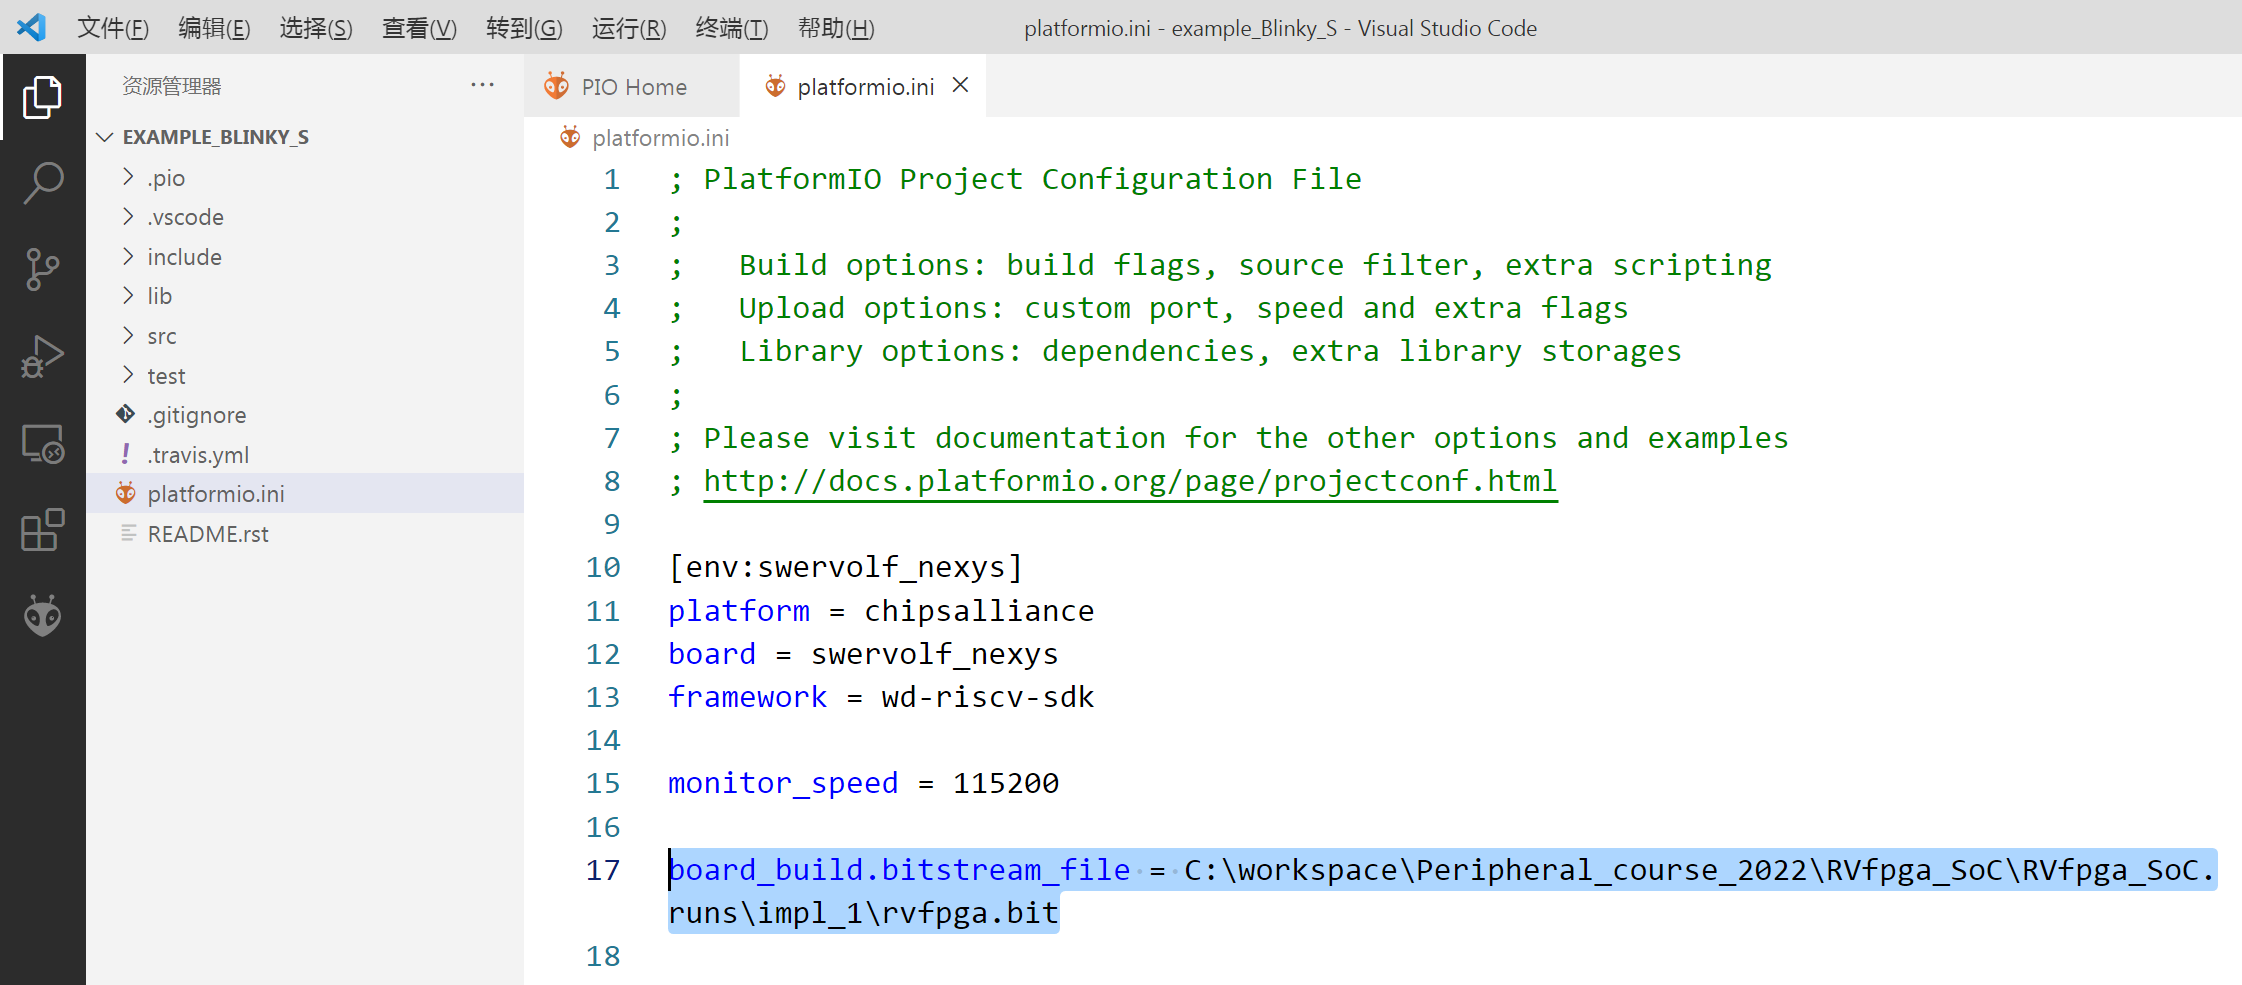 文件(F) 编辑(E) 选择(S) 查看(V) 转到(G) 运行(R) 终端(T) 帮助(H) platformio.ini - example_Blinky_S - Visual Studio Code
资源管理器 ···
EXAMPLE_BLINKY_S
.pio
.vscode
include
lib
src
test
.gitignore
.travis.yml
platformio.ini
README.rst
PIO Home platformio.ini
platformio.ini
1 ; PlatformIO Project Configuration File
2 ;
3 ;   Build options: build flags, source filter, extra scripting
4 ;   Upload options: custom port, speed and extra flags
5 ;   Library options: dependencies, extra library storages
6 ;
7 ; Please visit documentation for the other options and examples
8 ; http://docs.platformio.org/page/projectconf.html
9
10 [env:swervolf_nexys]
11 platform = chipsalliance
12 board = swervolf_nexys
13 framework = wd-riscv-sdk
14
15 monitor_speed = 115200
16
17 board_build.bitstream_file = C:\workspace\Peripheral_course_2022\RVfpga_SoC\RVfpga_SoC.
runs\impl_1\rvfpga.bit
18